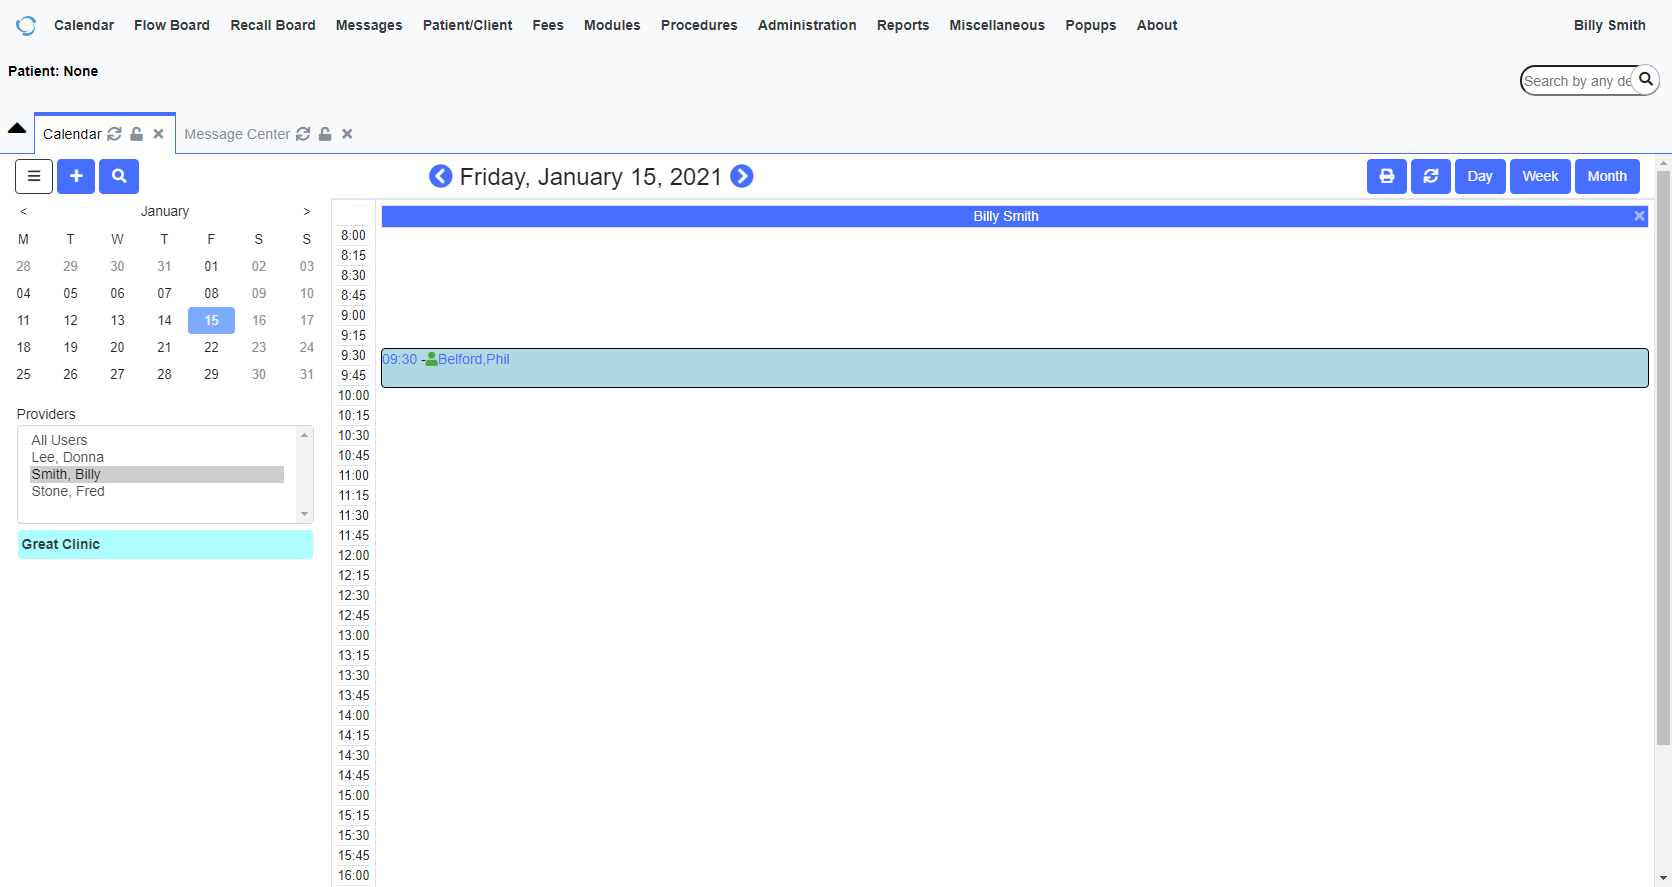 Calendar Flow Board Recall Board Messages Patient/Client Fees Modules Procedures Administration Reports Miscellaneous Popups About Billy Smith
Patient: None
Search by any de
Calendar Message Center
Friday, January 15, 2021
Day Week Month
< January >
M T W T F S S
28 29 30 31 01 02 03
04 05 06 07 08 09 10
11 12 13 14 15 16 17
18 19 20 21 22 23 24
25 26 27 28 29 30 31
Providers
All Users
Lee, Donna
Smith, Billy
Stone, Fred
Great Clinic
Billy Smith
8:00
8:15
8:30
8:45
9:00
9:15
9:30
09:30 -Belford,Phil
9:45
10:00
10:15
10:30
10:45
11:00
11:15
11:30
11:45
12:00
12:15
12:30
12:45
13:00
13:15
13:30
13:45
14:00
14:15
14:30
14:45
15:00
15:15
15:30
15:45
16:00